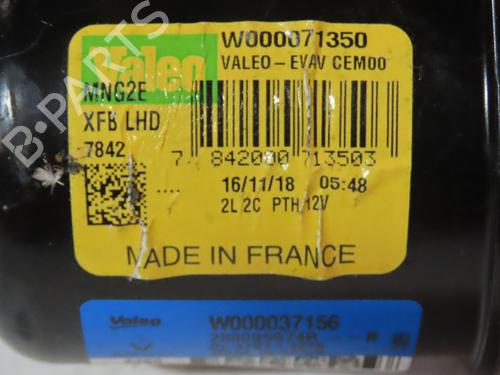 Valeo
W000071350
VALEO-EVAV CEM00
MNG2E
XFB LHD
7842
7 842000 713503
....
16/11/18 05:48
2L 2C PTH 12V
MADE IN FRANCE
B-PARTS
Valeo
W000037156